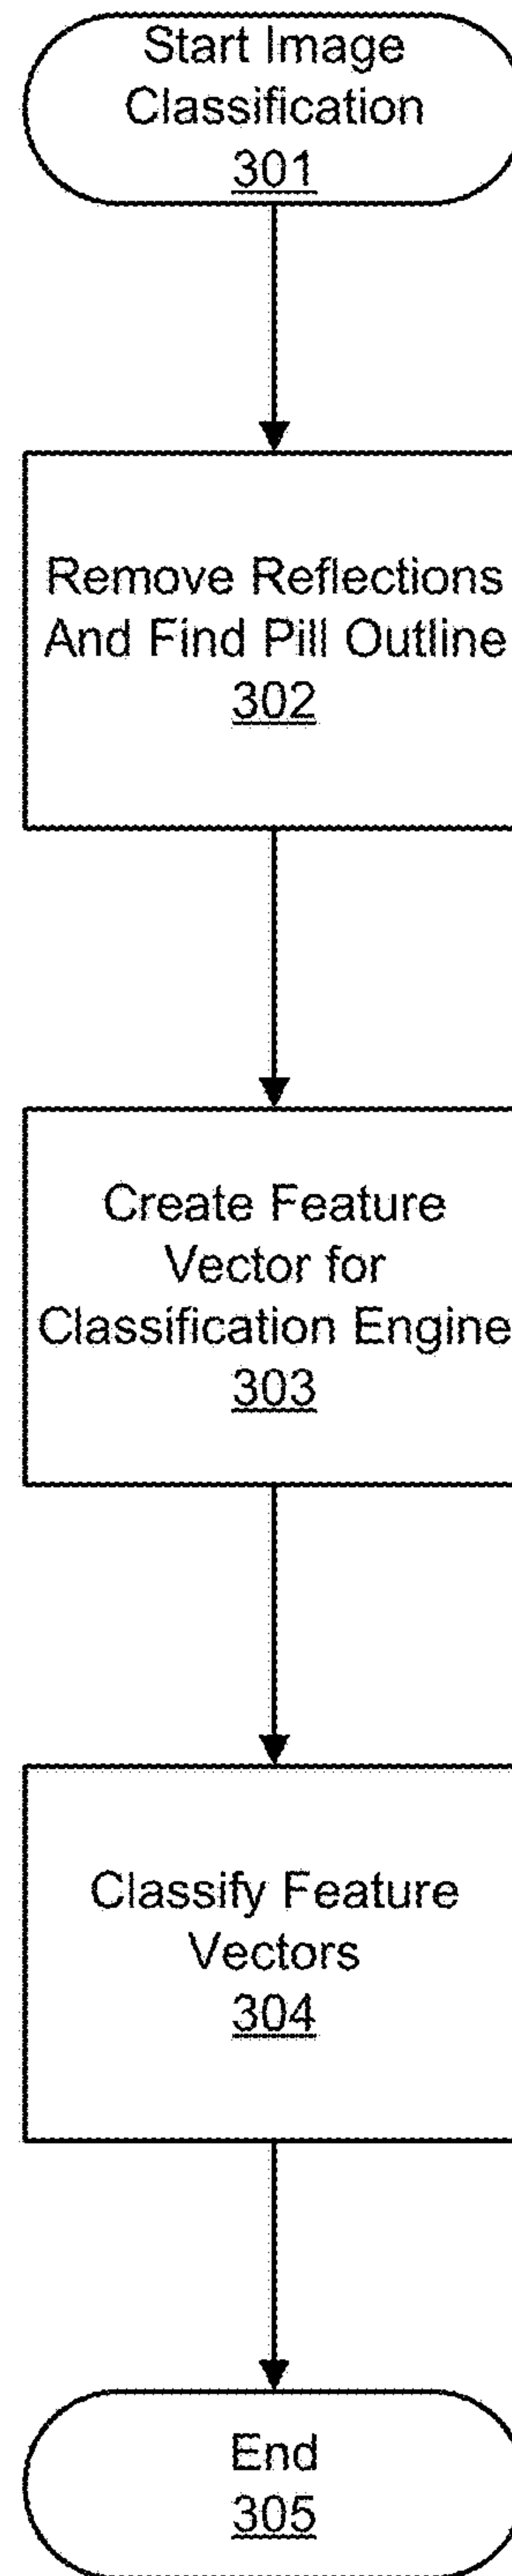 Start Image
Classification
301
Remove Reflections
And Find Pill Outline
302
Create Feature
Vector for
Classification Engine
303
Classify Feature
Vectors
304
End
305